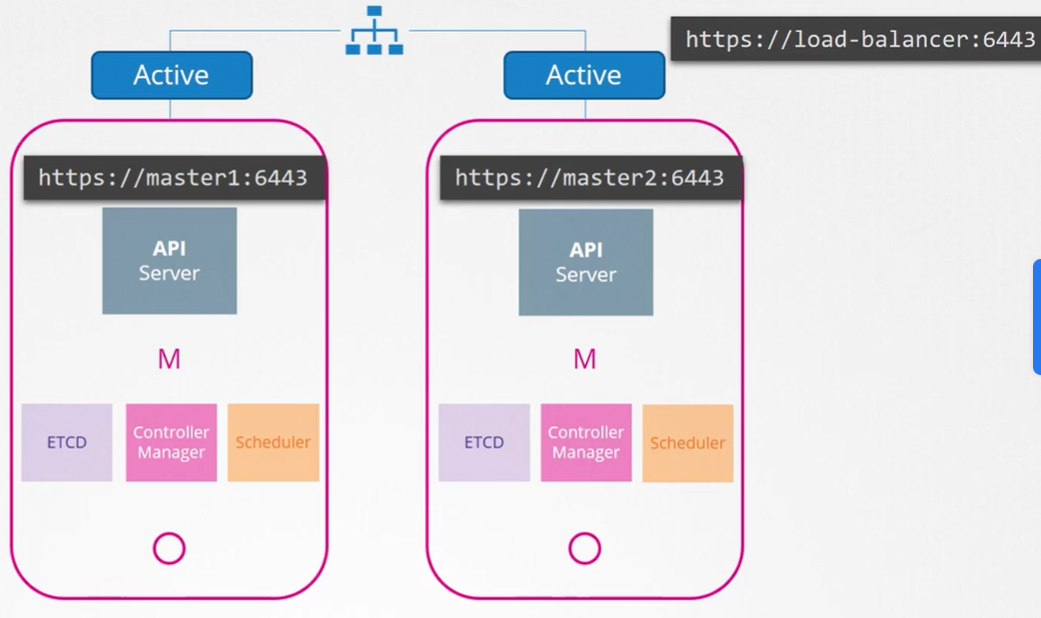 https://load-balancer:6443
Active
Active
https://master1:6443
https://master2:6443
API
Server
API
Server
M
M
ETCD
Controller
Manager
Scheduler
ETCD
Controller
Manager
Scheduler